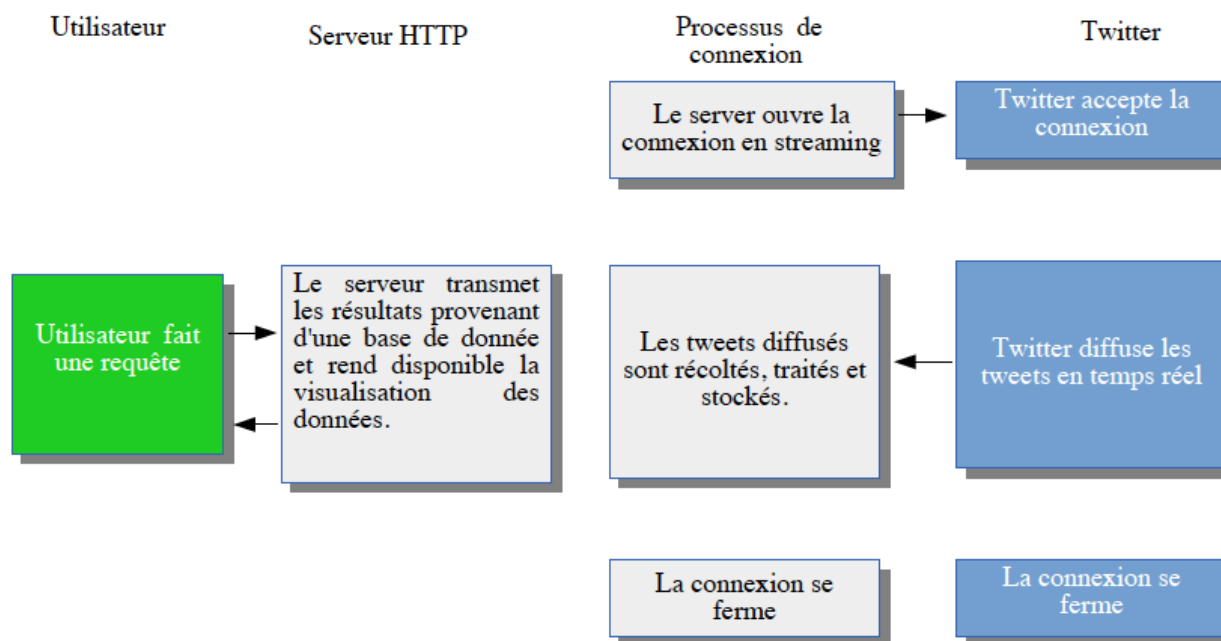 Utilisateur
Serveur HTTP
Processus de
connexion
Twitter
Le server ouvre la
connexion en streaming
Twitter accepte la
connexion
Utilisateur fait
une requête
Le serveur transmet
les résultats provenant
d'une base de donnée
et rend disponible la
visualisation des
données.
Les tweets diffusés
sont récoltés, traités et
stockés.
Twitter diffuse les
tweets en temps réel
La connexion se
ferme
La connexion se
ferme